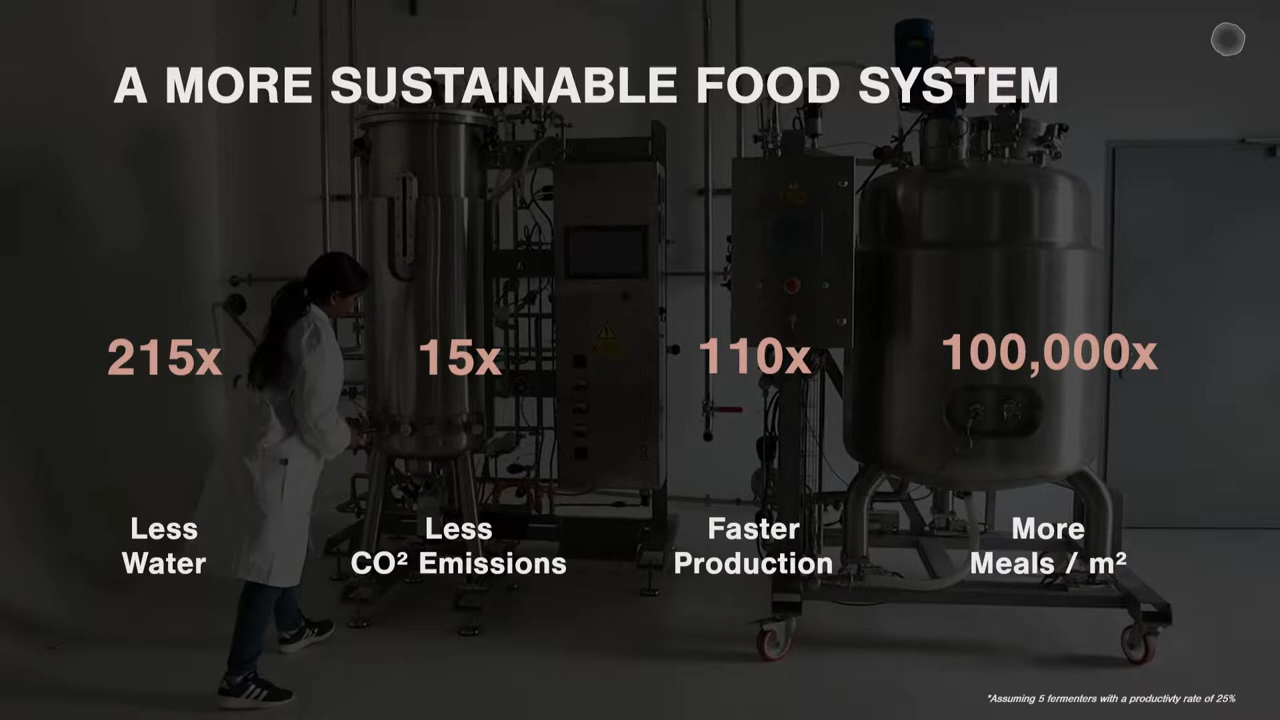 A MORE SUSTAINABLE FOOD SYSTEM
215x
15x
110x
100,000x
Less
Water
Less
CO² Emissions
Faster
Production
More
Meals / m²
*Assuming 5 fermenters with a productivty rate of 25%